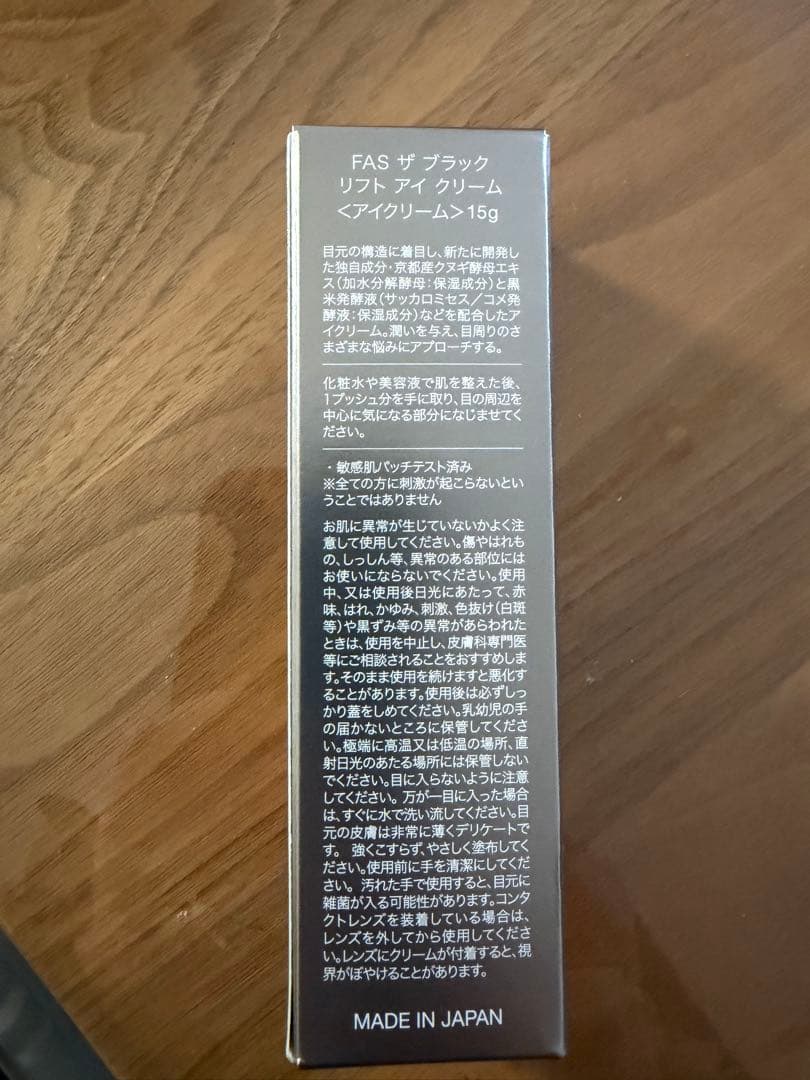 FAS ザ ブラック
リフト アイ クリーム
＜アイクリーム＞15g
目元の構造に着目し、新たに開発し
た独自成分・京都産クヌギ酵母エキ
ス（加水分解酵母：保湿成分）と黒
米発酵液（サッカロミセス／コメ発
酵液：保湿成分）などを配合したア
イクリーム。潤いを与え、目周りのさ
まざまな悩みにアプローチする。
化粧水や美容液で肌を整えた後、
1プッシュ分を手に取り、目の周辺を
中心に気になる部分になじませてく
ださい。
・敏感肌パッチテスト済み
※全ての方に刺激が起こらないとい
うことではありません
お肌に異常が生じていないかよく注
意して使用してください。傷やはれも
の、しっしん等、異常のある部位には
お使いにならないでください。使用
中、又は使用後日光にあたって、赤
味、はれ、かゆみ、刺激、色抜け（白斑
等）や黒ずみ等の異常があらわれた
ときは、使用を中止し、皮膚科専門医
等にご相談されることをおすすめしま
す。そのまま使用を続けますと悪化す
ることがあります。使用後は必ずしっ
かり蓋をしめてください。乳幼児の手
の届かないところに保管してくださ
い。極端に高温又は低温の場所、直
射日光のあたる場所には保管しない
でください。目に入らないように注意
してください。 万が一目に入った場合
は、すぐに水で洗い流してください。目
元の皮膚は非常に薄くデリケートで
す。 強くこすらず、やさしく塗布してく
ださい。使用前に手を清潔にしてくだ
さい。 汚れた手で使用すると、目元に
雑菌が入る可能性があります。コンタ
クトレンズを装着している場合は、
レンズを外してから使用してくださ
い。レンズにクリームが付着すると、視
界がぼやけることがあります。
MADE IN JAPAN